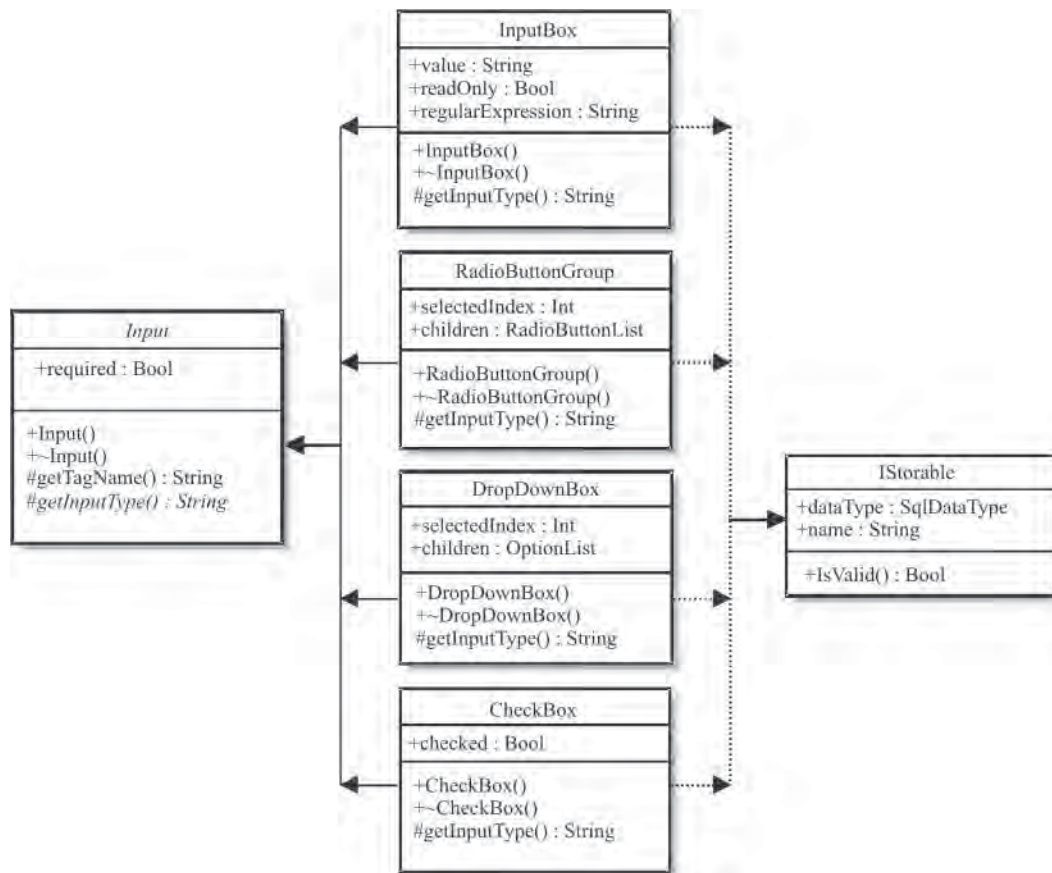 InputBox
+value : String
+readOnly : Bool
+regularExpression : String
+InputBox()
+~InputBox()
#getInputType() : String
RadioButtonGroup
+selectedIndex : Int
+children : RadioButtonList
+RadioButtonGroup()
+~RadioButtonGroup()
#getInputType() : String
Input
+required : Bool
+Input()
+~Input()
#getTagName() : String
#getInputType() : String
DropDownBox
+selectedIndex : Int
+children : OptionList
+DropDownBox()
+~DropDownBox()
#getInputType() : String
IStorable
+dataType : SqlDataType
+name : String
+IsValid() : Bool
CheckBox
+checked : Bool
+CheckBox()
+~CheckBox()
#getInputType() : String